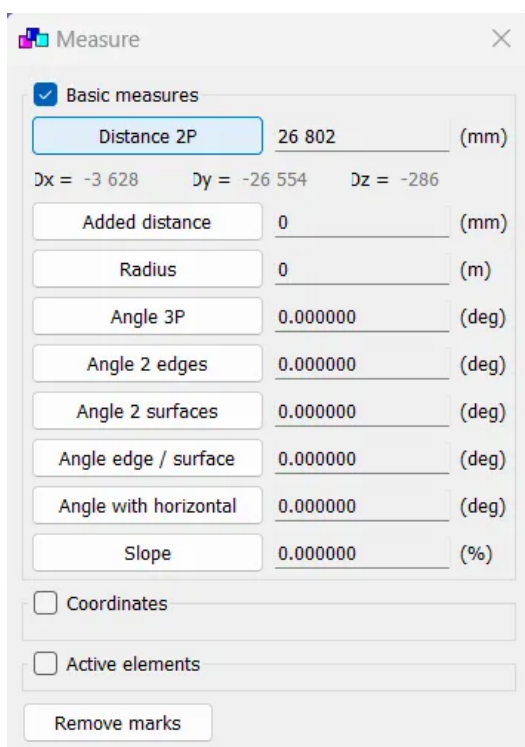 Measure
Basic measures
Distance 2P 26 802 (mm)
Dx = -3 628 Dy = -26 554 Dz = -286
Added distance 0 (mm)
Radius 0 (m)
Angle 3P 0.000000 (deg)
Angle 2 edges 0.000000 (deg)
Angle 2 surfaces 0.000000 (deg)
Angle edge / surface 0.000000 (deg)
Angle with horizontal 0.000000 (deg)
Slope 0.000000 (%)
Coordinates
Active elements
Remove marks